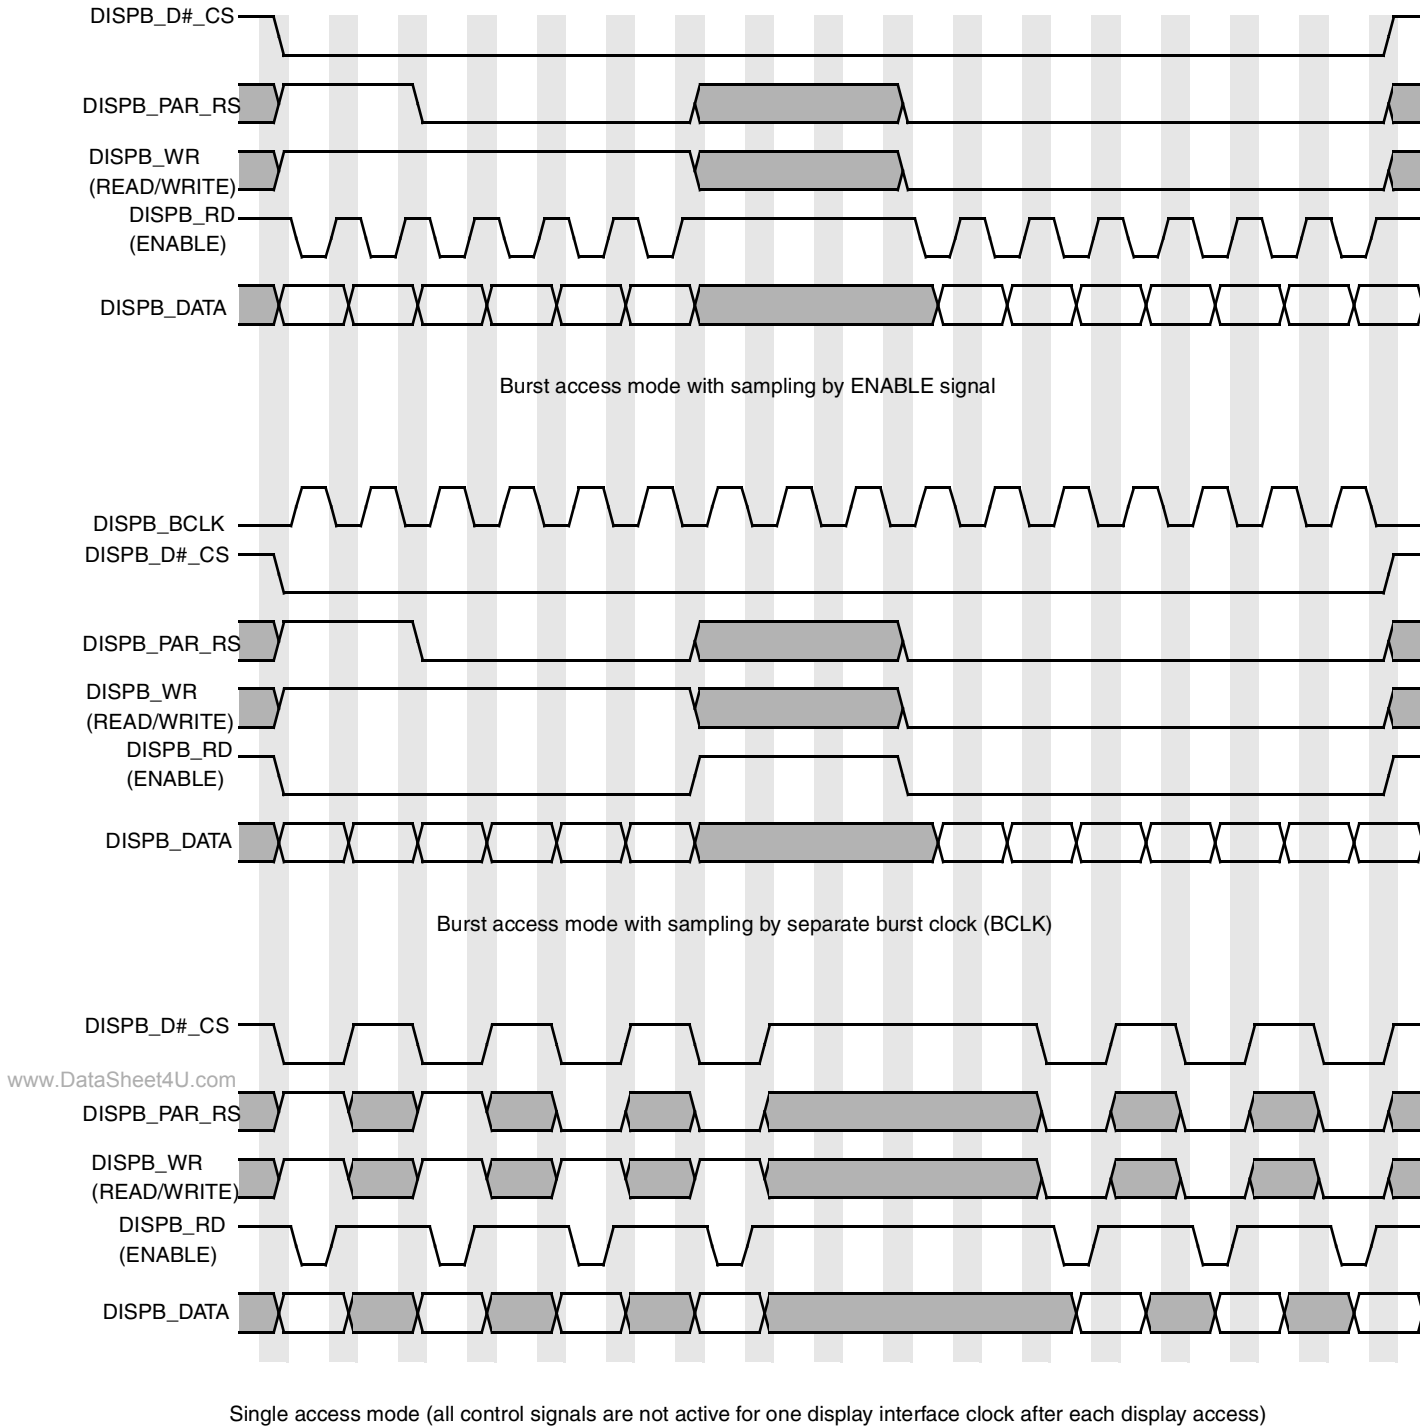 DISPB_D#_CS
DISPB_PAR_RS
DISPB_WR
(READ/WRITE)
DISPB_RD
(ENABLE)
DISPB_DATA
Burst access mode with sampling by ENABLE signal
DISPB_BCLK
DISPB_D#_CS
DISPB_PAR_RS
DISPB_WR
(READ/WRITE)
DISPB_RD
(ENABLE)
DISPB_DATA
Burst access mode with sampling by separate burst clock (BCLK)
DISPB_D#_CS
www.DataSheet4U.com
DISPB_PAR_RS
DISPB_WR
(READ/WRITE)
DISPB_RD
(ENABLE)
DISPB_DATA
Single access mode (all control signals are not active for one display interface clock after each display access)